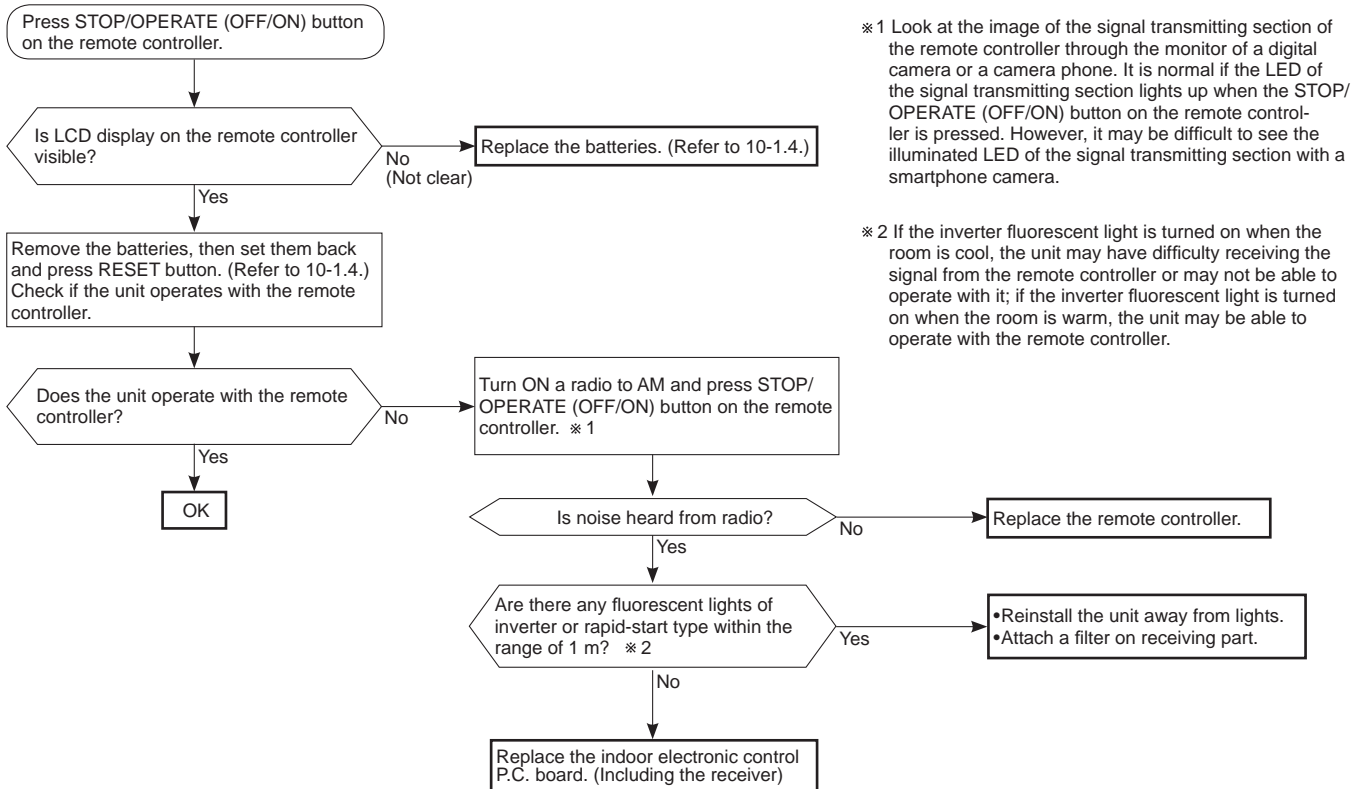 Press STOP/OPERATE (OFF/ON) button
on the remote controller.
Is LCD display on the remote controller
visible?
No
(Not clear)
Replace the batteries. (Refer to 10-1.4.)
Yes
Remove the batteries, then set them back
and press RESET button. (Refer to 10-1.4.)
Check if the unit operates with the remote
controller.
Does the unit operate with the remote
controller?
No
Yes
OK
Turn ON a radio to AM and press STOP/
OPERATE (OFF/ON) button on the remote
controller. ※1
Is noise heard from radio?
No
Replace the remote controller.
Yes
Are there any fluorescent lights of
inverter or rapid-start type within the
range of 1 m? ※2
Yes
•Reinstall the unit away from lights.
•Attach a filter on receiving part.
No
Replace the indoor electronic control
P.C. board. (Including the receiver)
※1 Look at the image of the signal transmitting section of
the remote controller through the monitor of a digital
camera or a camera phone. It is normal if the LED of
the signal transmitting section lights up when the STOP/
OPERATE (OFF/ON) button on the remote control-
ler is pressed. However, it may be difficult to see the
illuminated LED of the signal transmitting section with a
smartphone camera.
※2 If the inverter fluorescent light is turned on when the
room is cool, the unit may have difficulty receiving the
signal from the remote controller or may not be able to
operate with it; if the inverter fluorescent light is turned
on when the room is warm, the unit may be able to
operate with the remote controller.